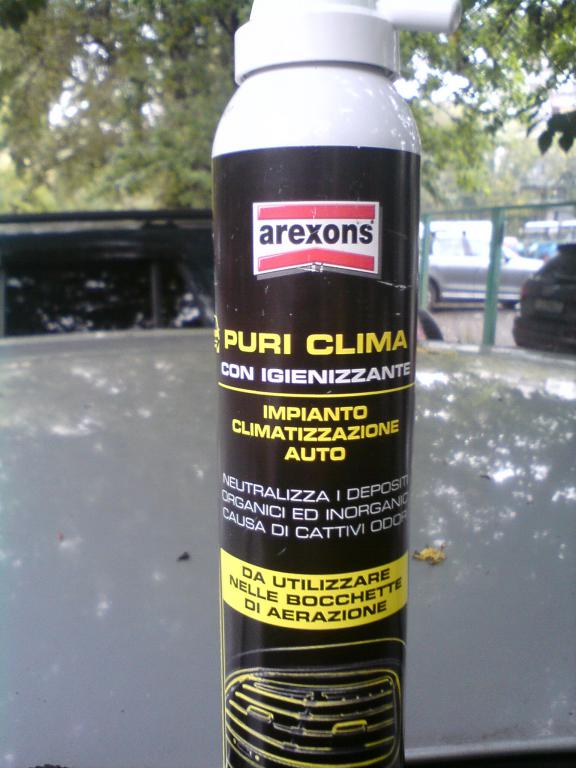 arexons
PURI CLIMA
CON IGIENIZZANTE
IMPIANTO
CLIMATIZZAZIONE
AUTO
NEUTRALIZZA I DEPOSITI
ORGANICI ED INORGANICI
CAUSA DI CATTIVI ODORI
DA UTILIZZARE
NELLE BOCCHETTE
DI AERAZIONE